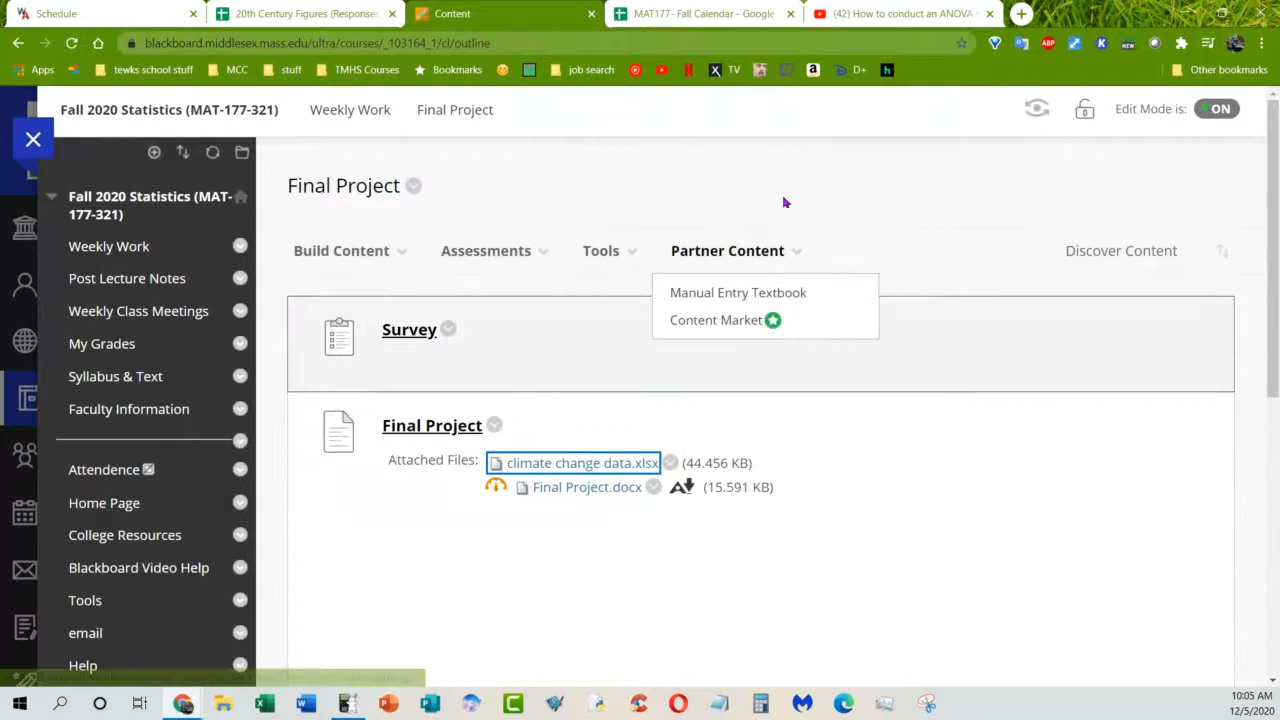 Schedule
20th Century Figures (Responses
Content
MAT177- Fall Calendar - Google
(42) How to conduct an ANOVA
blackboard.middlesex.mass.edu/ultra/courses/_103164_1/cl/outline
Apps
tewks school stuff
MCC
stuff
TMHS Courses
Bookmarks
job search
TV
D+
Other bookmarks
Fall 2020 Statistics (MAT-177-321)
Weekly Work
Final Project
Edit Mode is:
ON
Fall 2020 Statistics (MAT-
177-321)
Weekly Work
Post Lecture Notes
Weekly Class Meetings
My Grades
Syllabus & Text
Faculty Information
Attendence
Home Page
College Resources
Blackboard Video Help
Tools
email
Help
Final Project
Build Content
Assessments
Tools
Partner Content
Discover Content
Manual Entry Textbook
Content Market
Survey
Final Project
Attached Files:
climate change data.xlsx
(44.456 KB)
Final Project.docx
(15.591 KB)
10:05 AM
12/5/2020